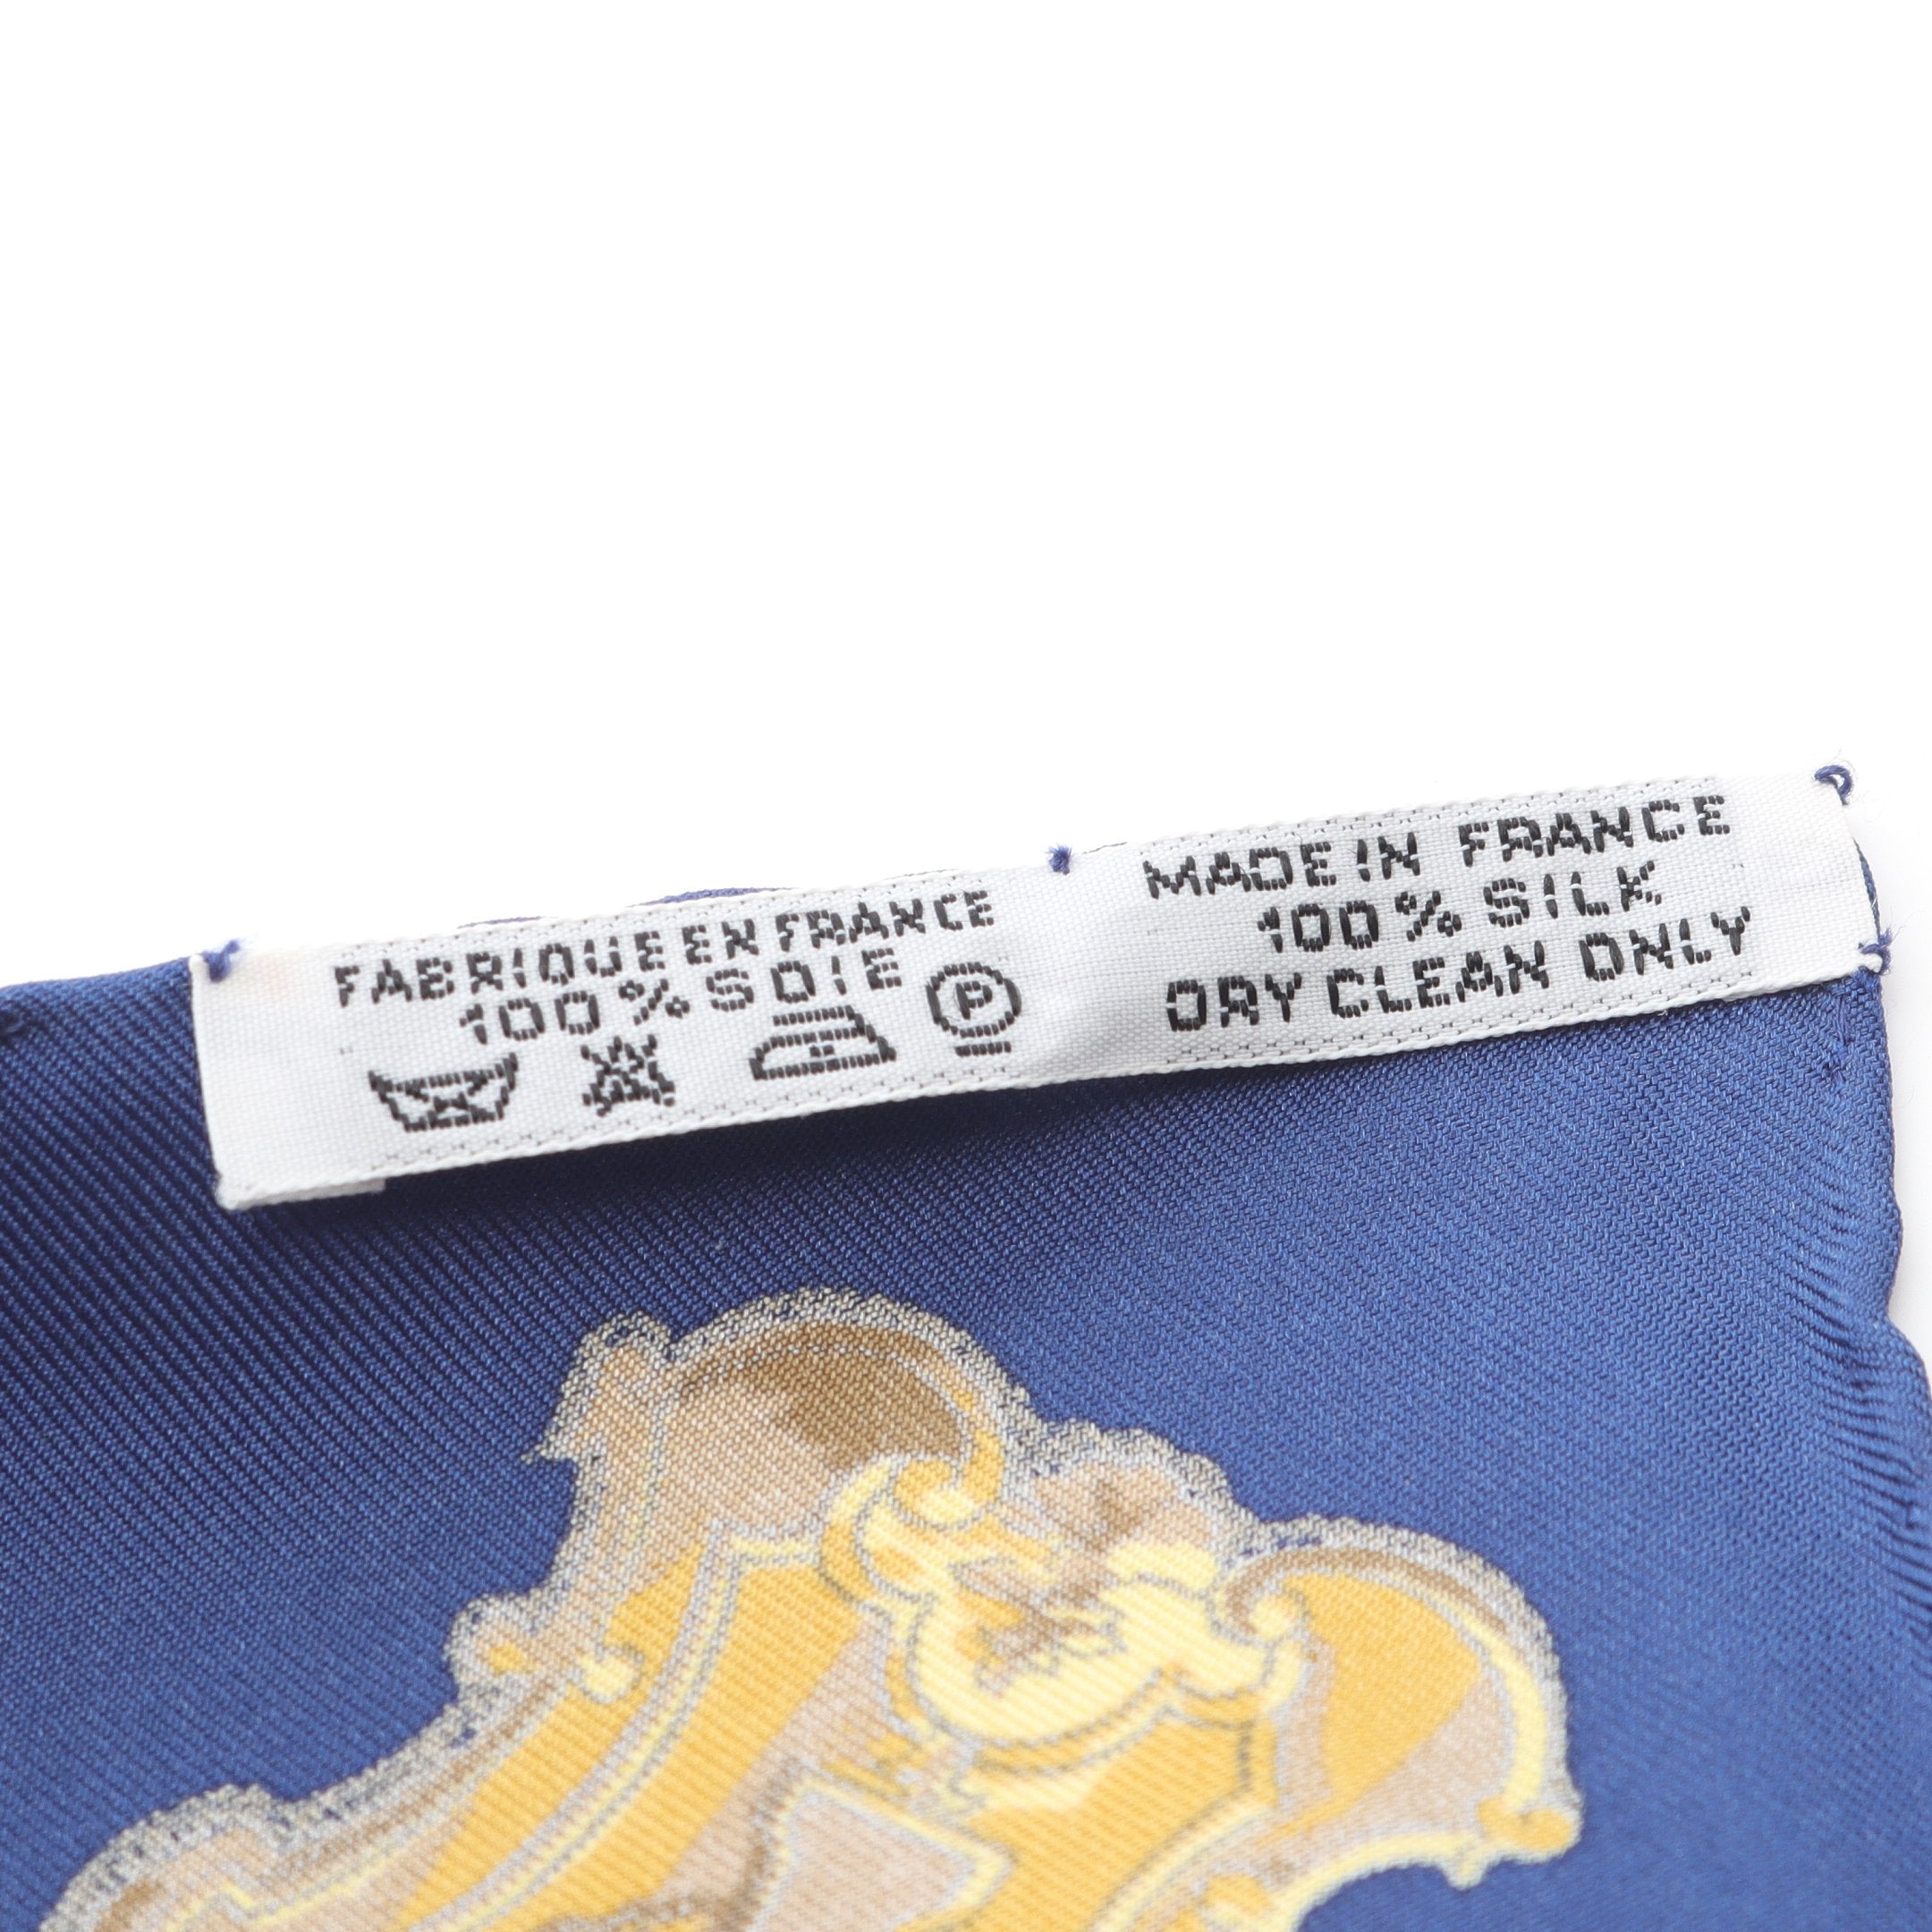 FABRIQUE EN FRANCE
100 % SOIE
P
MADE IN FRANCE
100 % SILK
DRY CLEAN ONLY